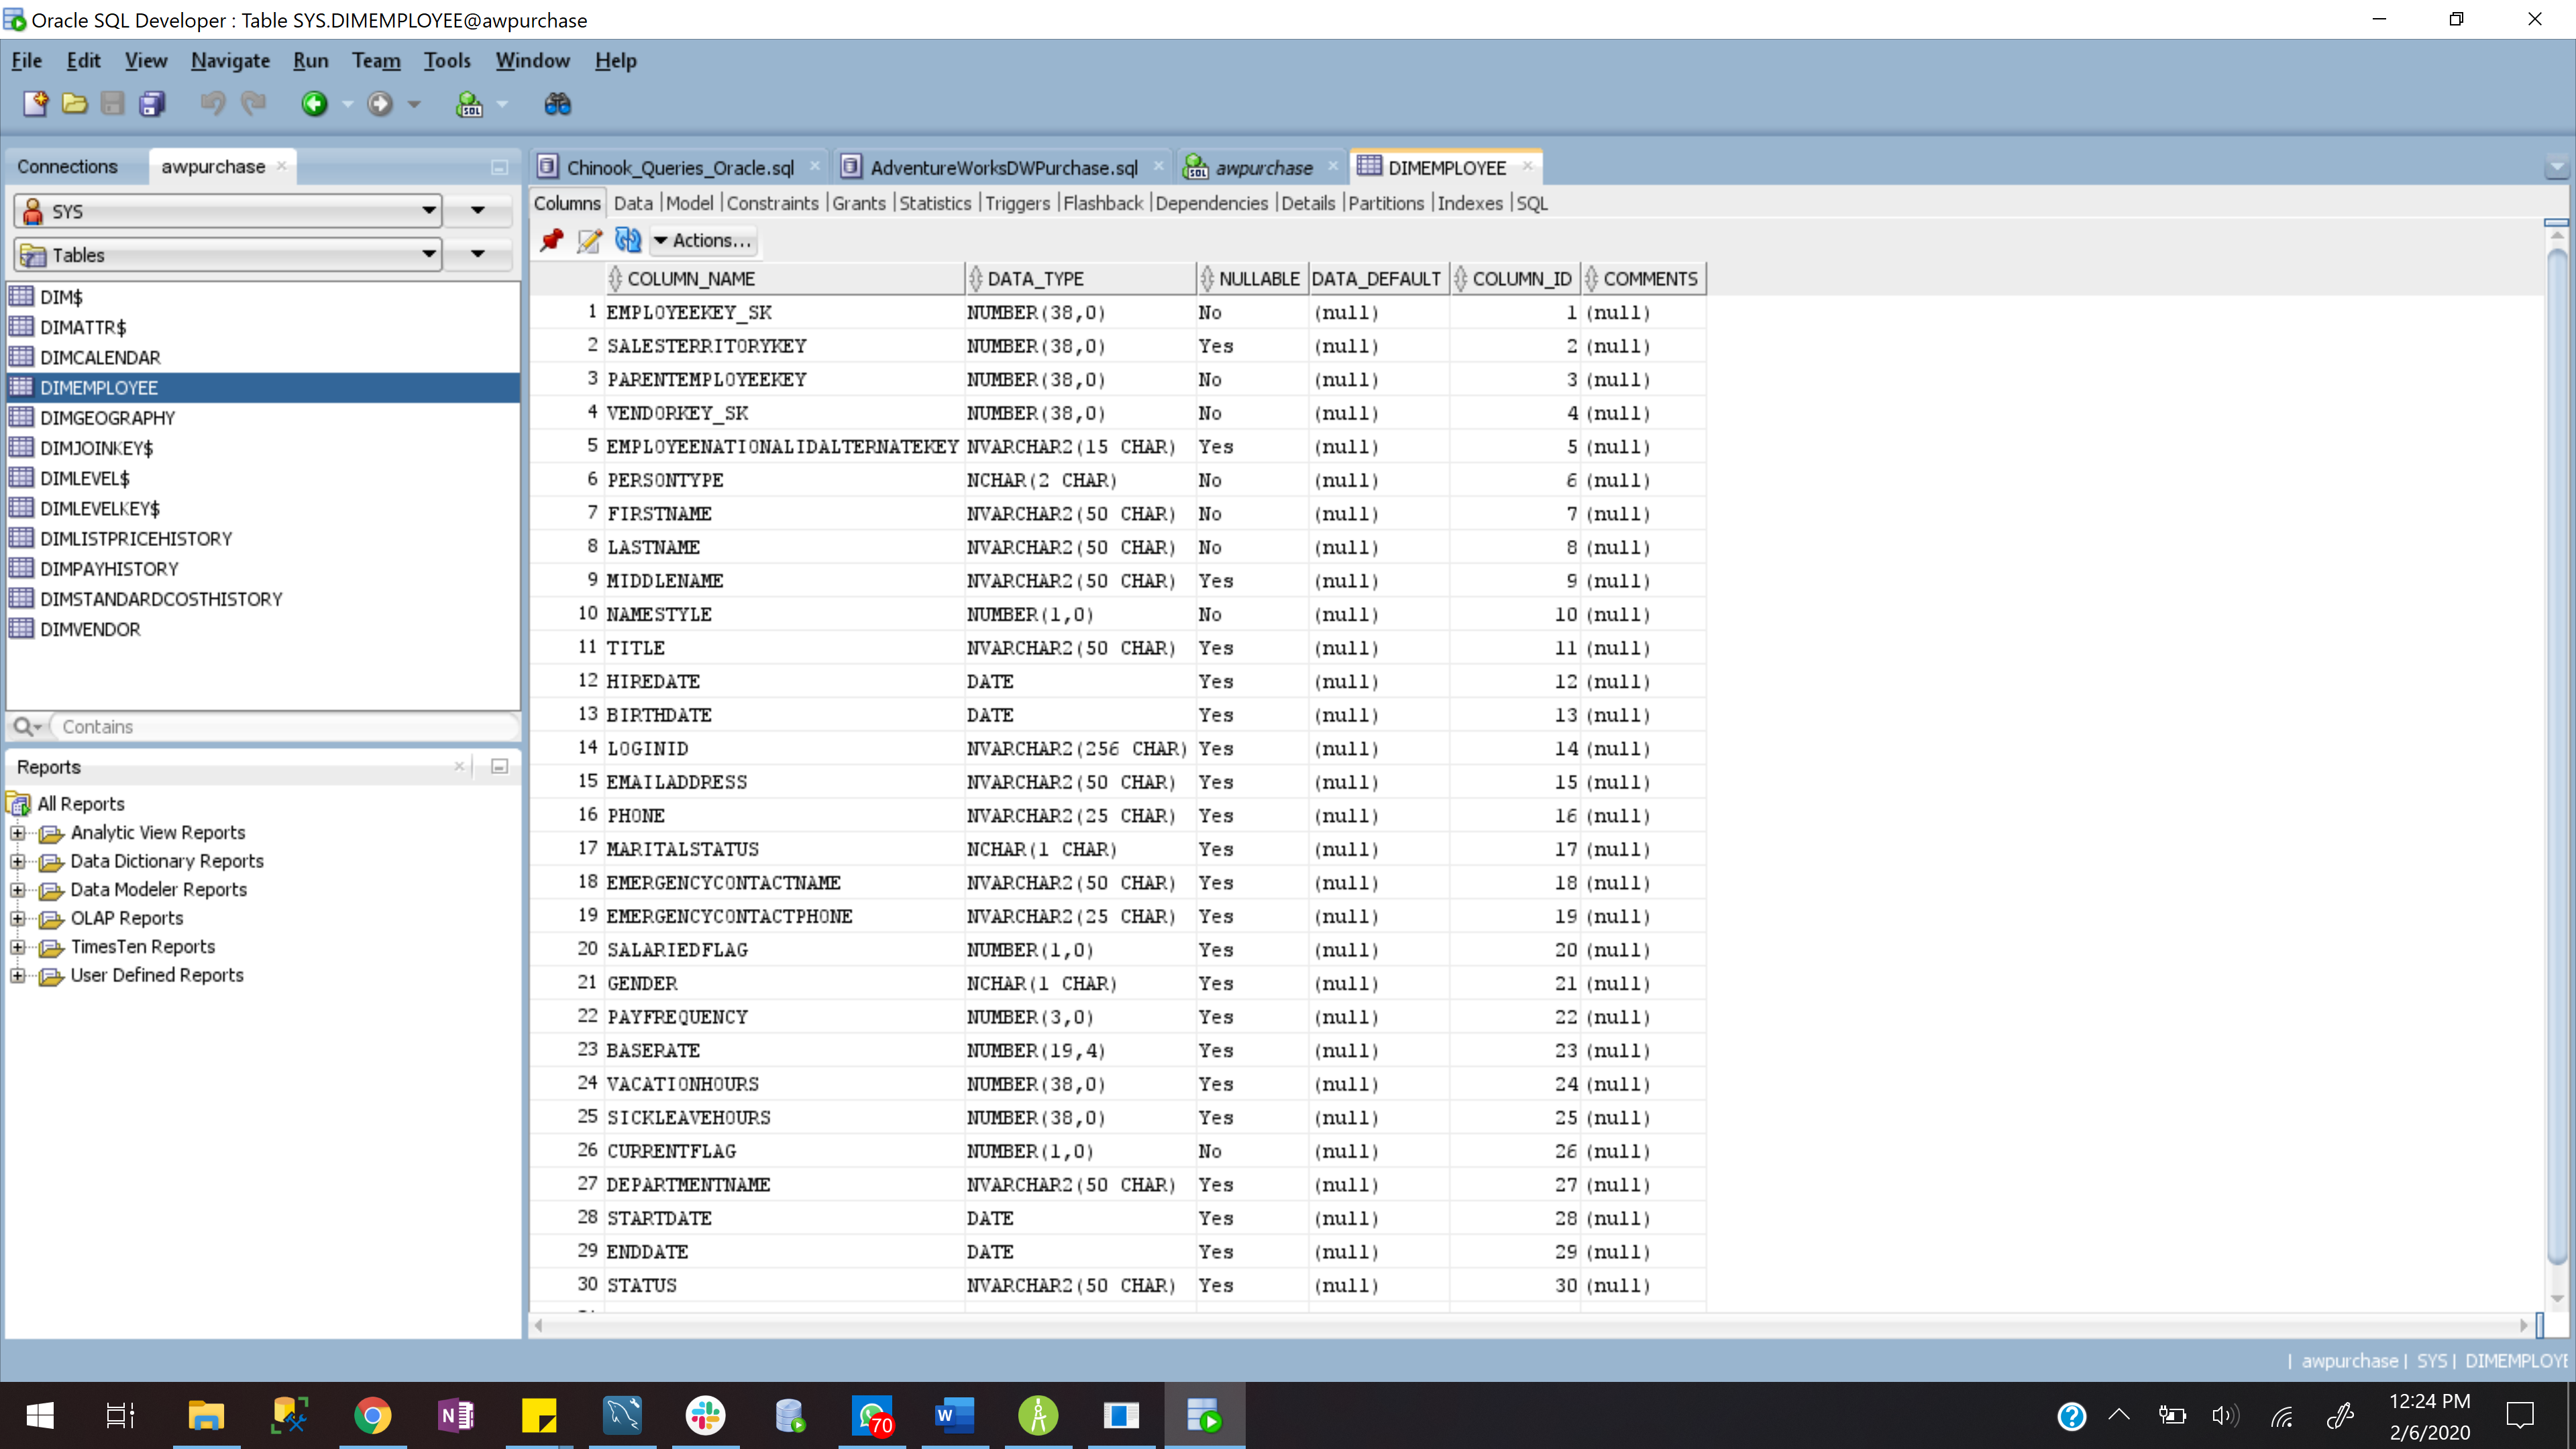 Oracle SQL Developer : Table SYS.DIMEMPLOYEE@awpurchase
File Edit View Navigate Run Team Tools Window Help
Connections awpurchase
SYS
Tables
DIM$
DIMATTR$
DIMCALENDAR
DIMEMPLOYEE
DIMGEOGRAPHY
DIMJOINKEY$
DIMLEVEL$
DIMLEVELKEY$
DIMLISTPRICEHISTORY
DIMPAYHISTORY
DIMSTANDARDCOSTHISTORY
DIMVENDOR
Contains
Reports
All Reports
Analytic View Reports
Data Dictionary Reports
Data Modeler Reports
OLAP Reports
TimesTen Reports
User Defined Reports
Chinook_Queries_Oracle.sql AdventureWorksDWPurchase.sql awpurchase DIMEMPLOYEE
Columns Data Model Constraints Grants Statistics Triggers Flashback Dependencies Details Partitions Indexes SQL
Actions...
COLUMN_NAME DATA_TYPE NULLABLE DATA_DEFAULT COLUMN_ID COMMENTS
1 EMPLOYEEKEY_SK NUMBER(38,0) No (null) 1 (null)
2 SALESTERRITORYKEY NUMBER(38,0) Yes (null) 2 (null)
3 PARENTEMPLOYEEKEY NUMBER(38,0) No (null) 3 (null)
4 VENDORKEY_SK NUMBER(38,0) No (null) 4 (null)
5 EMPLOYEENATIONALIDALTERNATEKEY NVARCHAR2(15 CHAR) Yes (null) 5 (null)
6 PERSONTYPE NCHAR(2 CHAR) No (null) 6 (null)
7 FIRSTNAME NVARCHAR2(50 CHAR) No (null) 7 (null)
8 LASTNAME NVARCHAR2(50 CHAR) No (null) 8 (null)
9 MIDDLENAME NVARCHAR2(50 CHAR) Yes (null) 9 (null)
10 NAMESTYLE NUMBER(1,0) No (null) 10 (null)
11 TITLE NVARCHAR2(50 CHAR) Yes (null) 11 (null)
12 HIREDATE DATE Yes (null) 12 (null)
13 BIRTHDATE DATE Yes (null) 13 (null)
14 LOGINID NVARCHAR2(256 CHAR) Yes (null) 14 (null)
15 EMAILADDRESS NVARCHAR2(50 CHAR) Yes (null) 15 (null)
16 PHONE NVARCHAR2(25 CHAR) Yes (null) 16 (null)
17 MARITALSTATUS NCHAR(1 CHAR) Yes (null) 17 (null)
18 EMERGENCYCONTACTNAME NVARCHAR2(50 CHAR) Yes (null) 18 (null)
19 EMERGENCYCONTACTPHONE NVARCHAR2(25 CHAR) Yes (null) 19 (null)
20 SALARIEDFLAG NUMBER(1,0) Yes (null) 20 (null)
21 GENDER NCHAR(1 CHAR) Yes (null) 21 (null)
22 PAYFREQUENCY NUMBER(3,0) Yes (null) 22 (null)
23 BASERATE NUMBER(19,4) Yes (null) 23 (null)
24 VACATIONHOURS NUMBER(38,0) Yes (null) 24 (null)
25 SICKLEAVEHOURS NUMBER(38,0) Yes (null) 25 (null)
26 CURRENTFLAG NUMBER(1,0) No (null) 26 (null)
27 DEPARTMENTNAME NVARCHAR2(50 CHAR) Yes (null) 27 (null)
28 STARTDATE DATE Yes (null) 28 (null)
29 ENDDATE DATE Yes (null) 29 (null)
30 STATUS NVARCHAR2(50 CHAR) Yes (null) 30 (null)
| awpurchase | SYS | DIMEMPLOYE
70
12:24 PM
2/6/2020